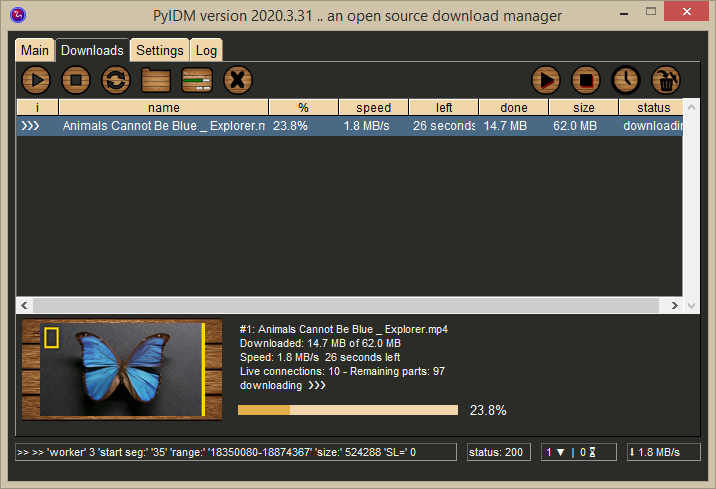 PyIDM version 2020.3.31 .. an open source download manager
Main Downloads Settings Log
i name % speed left done size status
❯❯❯ Animals Cannot Be Blue _ Explorer.m 23.8% 1.8 MB/s 26 seconds 14.7 MB 62.0 MB downloadin
#1: Animals Cannot Be Blue _ Explorer.mp4
Downloaded: 14.7 MB of 62.0 MB
Speed: 1.8 MB/s 26 seconds left
Live connections: 10 - Remaining parts: 97
downloading ❯❯❯
23.8%
>> >> 'worker' 3 'start seg:' '35' 'range:' '18350080-18874367' 'size:' 524288 'SL=' 0 status: 200 1 ▼ | 0 ⏳ ⬇ 1.8 MB/s